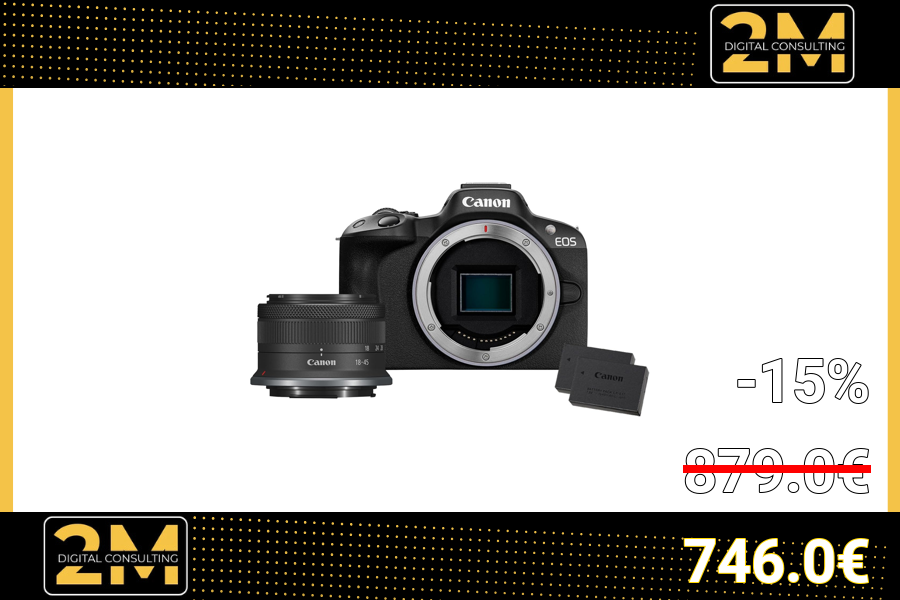 2M
DIGITAL CONSULTING
Canon
EOS
Canon
18-45
Canon
-15%
879.0€
2M
DIGITAL CONSULTING
746.0€